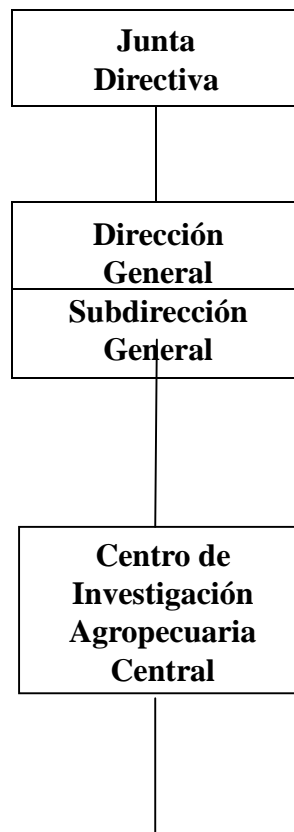 Junta
Directiva
Dirección
General
Subdirección
General
Centro de
Investigación
Agropecuaria
Central